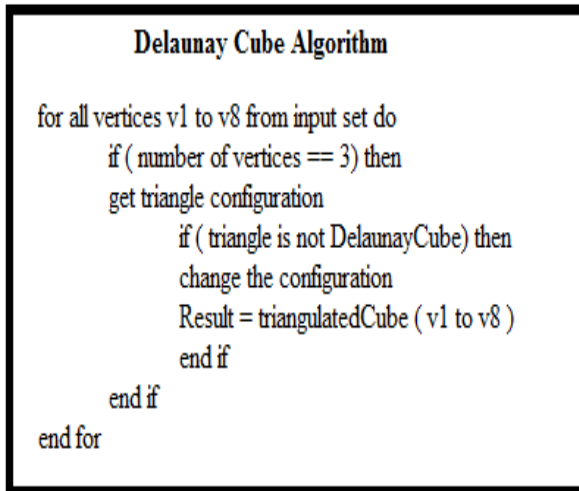 Delaunay Cube Algorithm
for all vertices v1 to v8 from input set do
if ( number of vertices == 3) then
get triangle configuration
if ( triangle is not DelaunayCube) then
change the configuration
Result = triangulatedCube ( v1 to v8 )
end if
end if
end for